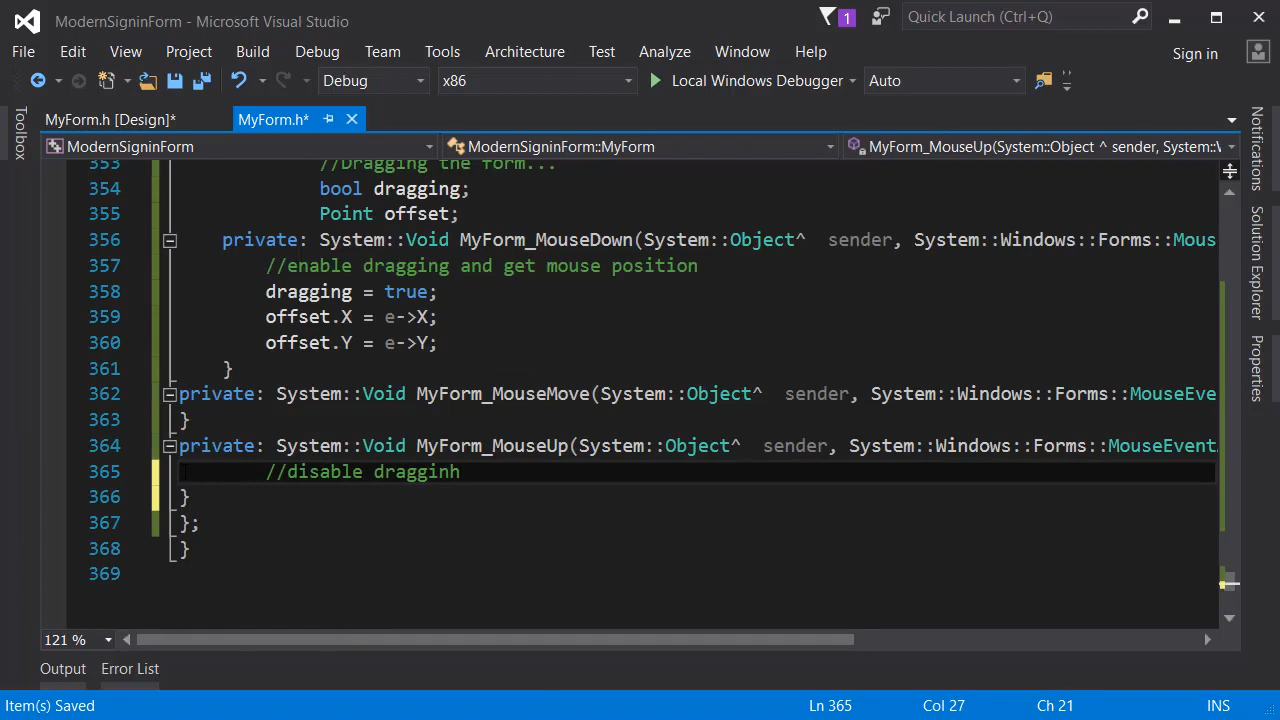 ModernSigninForm - Microsoft Visual Studio
1
Quick Launch (Ctrl+Q)
File Edit View Project Build Debug Team Tools Architecture Test Analyze Window Help
Sign in
Debug x86 Local Windows Debugger Auto
Toolbox
MyForm.h [Design]* MyForm.h*
ModernSigninForm ModernSigninForm::MyForm MyForm_MouseUp(System::Object ^ sender, System::W
353 //Dragging the form...
354 bool dragging;
355 Point offset;
356 private: System::Void MyForm_MouseDown(System::Object^  sender, System::Windows::Forms::Mous
357 //enable dragging and get mouse position
358 dragging = true;
359 offset.X = e->X;
360 offset.Y = e->Y;
361 }
362 private: System::Void MyForm_MouseMove(System::Object^  sender, System::Windows::Forms::MouseEve
363 }
364 private: System::Void MyForm_MouseUp(System::Object^  sender, System::Windows::Forms::MouseEvent
365 //disable dragginh
366 }
367 };
368 }
369
Notifications
Solution Explorer
Properties
121 %
Output Error List
Item(s) Saved Ln 365 Col 27 Ch 21 INS